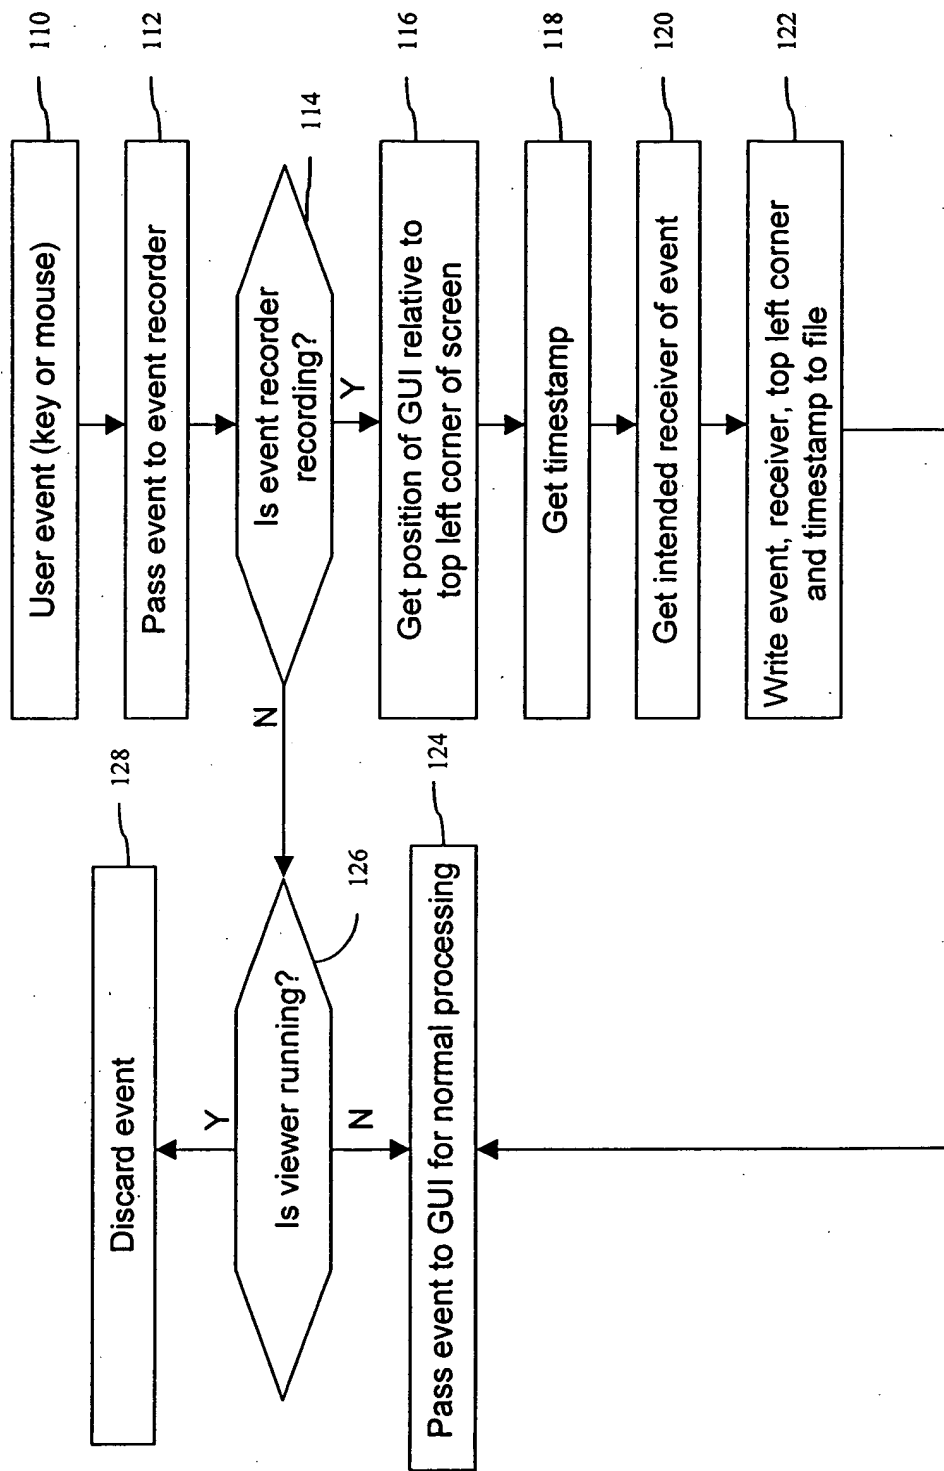 User event (key or mouse)
110
Pass event to event recorder
112
Is event recorder
recording?
114
Y
N
Get position of GUI relative to
top left corner of screen
116
Get timestamp
118
Get intended receiver of event
120
Write event, receiver, top left corner
and timestamp to file
122
Discard event
128
Y
Is viewer running?
126
N
Pass event to GUI for normal processing
124